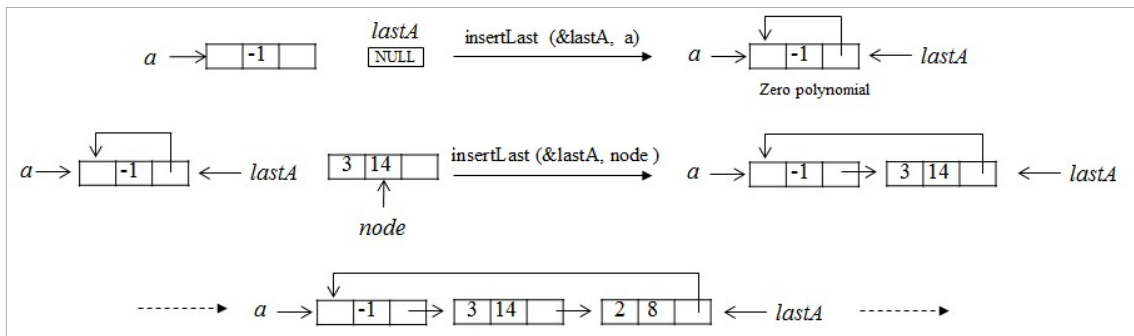 lastA
a -1 NULL insertLast (&lastA, a) a -1 lastA
Zero polynomial
a -1 lastA 3 14 insertLast (&lastA, node ) a -1 3 14 lastA
node
a -1 3 14 2 8 lastA